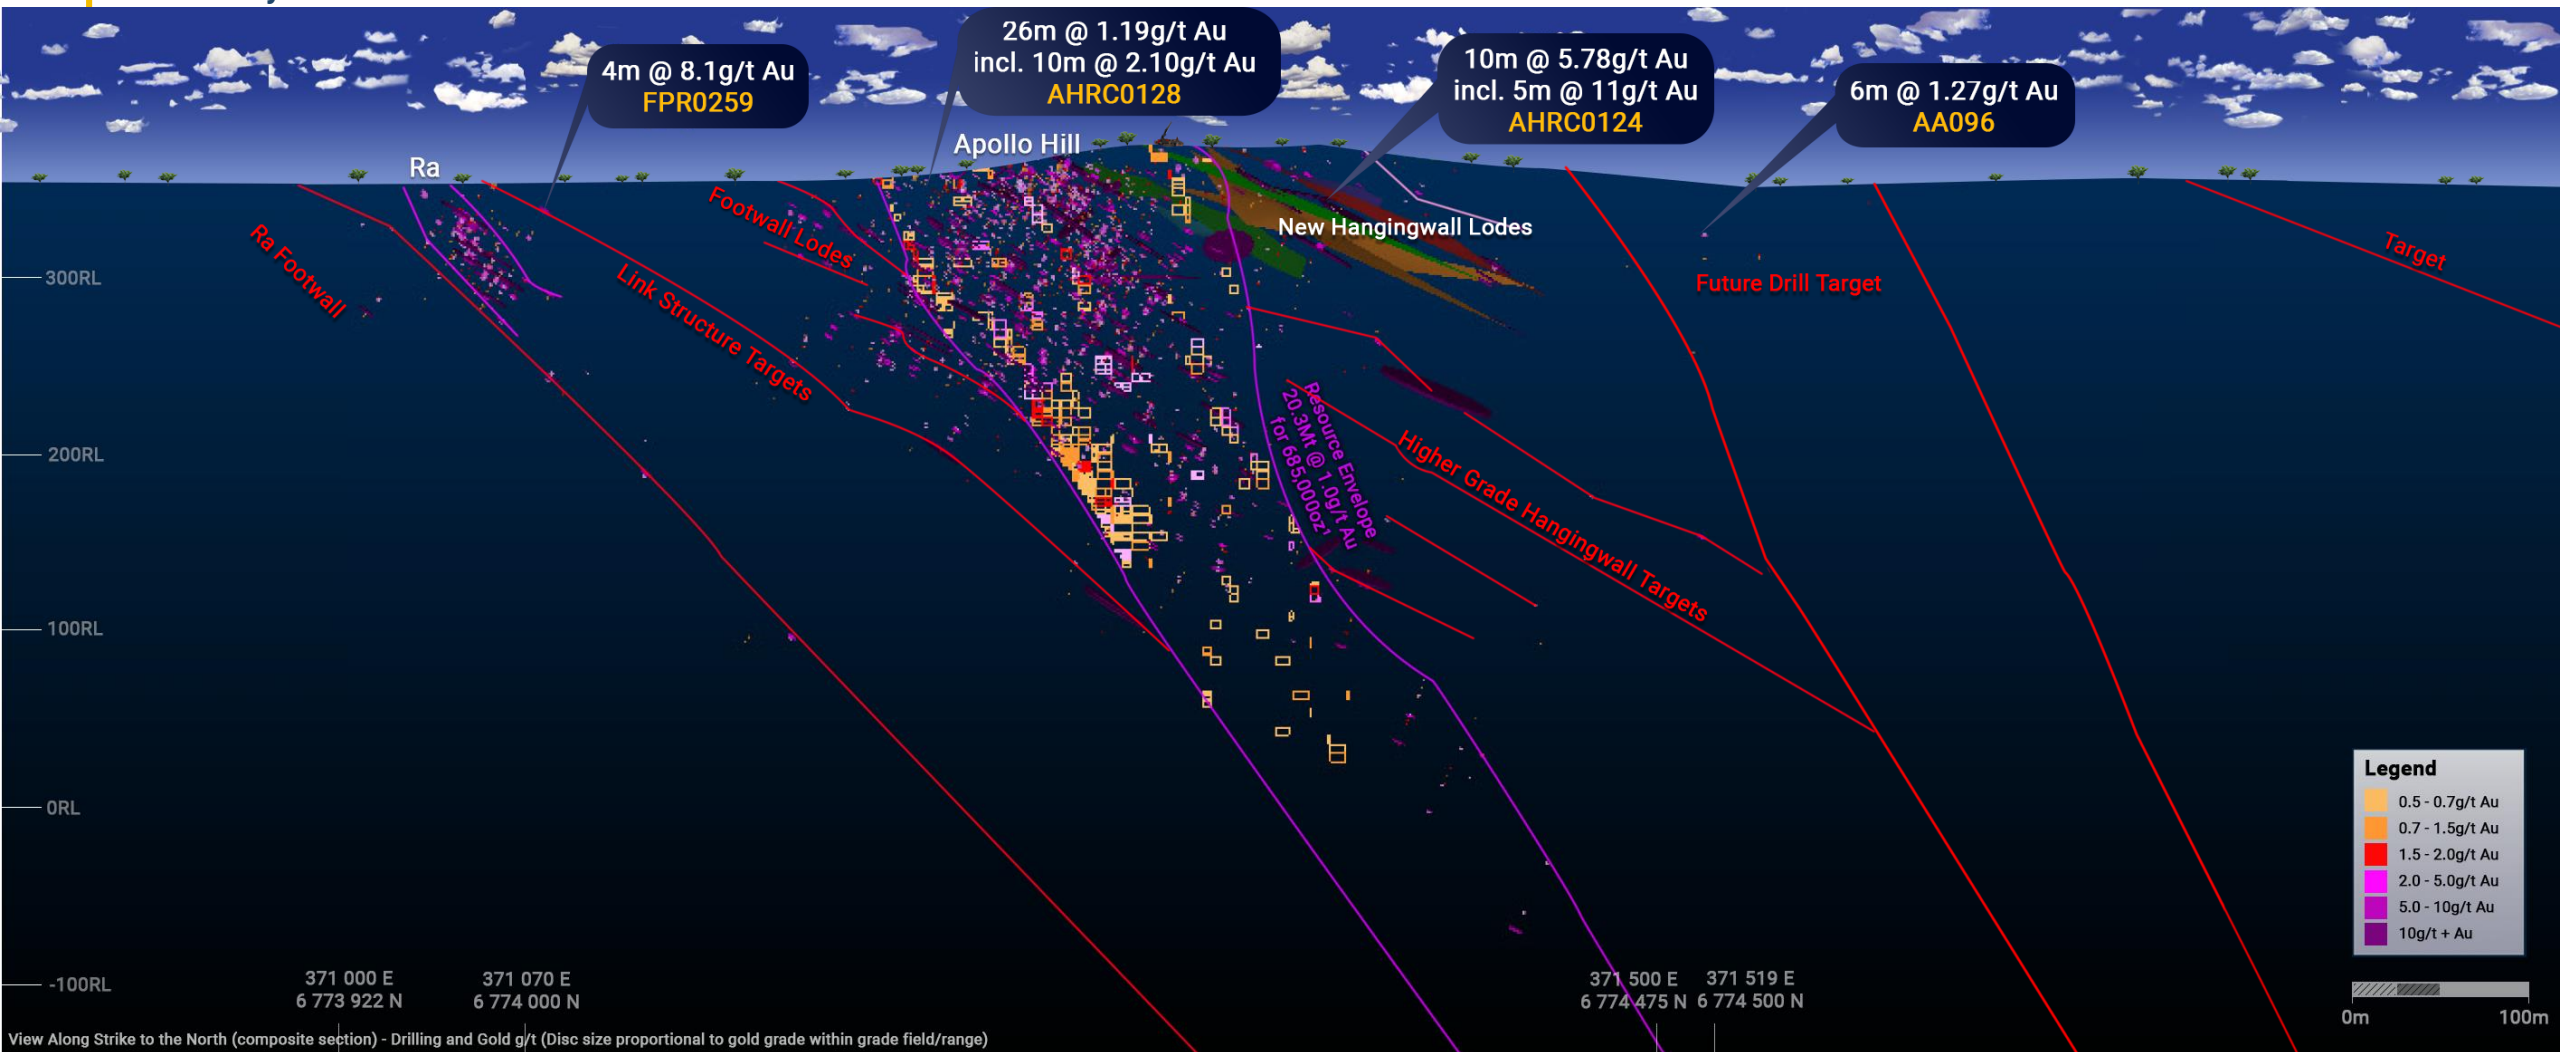 4m @ 8.1g/t Au
FPR0259
26m @ 1.19g/t Au
incl. 10m @ 2.10g/t Au
AHRC0128
10m @ 5.78g/t Au
incl. 5m @ 11g/t Au
AHRC0124
6m @ 1.27g/t Au
AA096
Ra
Apollo Hill
New Hangingwall Lodes
Ra Footwall
Footwall Lodes
Link Structure Targets
Future Drill Target
Target
Resource Envelope
20.3Mt @ 1.0g/t Au
for 685,000oz¹
Higher Grade Hangingwall Targets
300RL
200RL
100RL
0RL
-100RL
371 000 E
6 773 922 N
371 070 E
6 774 000 N
371 500 E
6 774 475 N
371 519 E
6 774 500 N
Legend
0.5 - 0.7g/t Au
0.7 - 1.5g/t Au
1.5 - 2.0g/t Au
2.0 - 5.0g/t Au
5.0 - 10g/t Au
10g/t + Au
0m
100m
View Along Strike to the North (composite section) - Drilling and Gold g/t (Disc size proportional to gold grade within grade field/range)